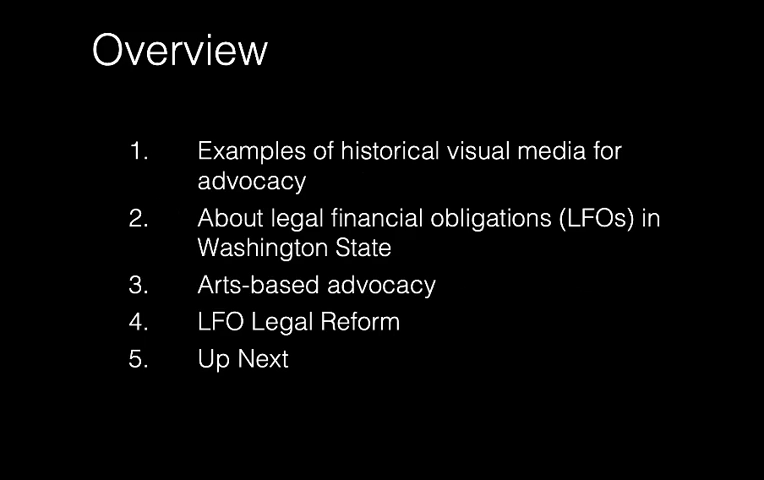 Overview
1. Examples of historical visual media for
advocacy
2. About legal financial obligations (LFOs) in
Washington State
3. Arts-based advocacy
4. LFO Legal Reform
5. Up Next